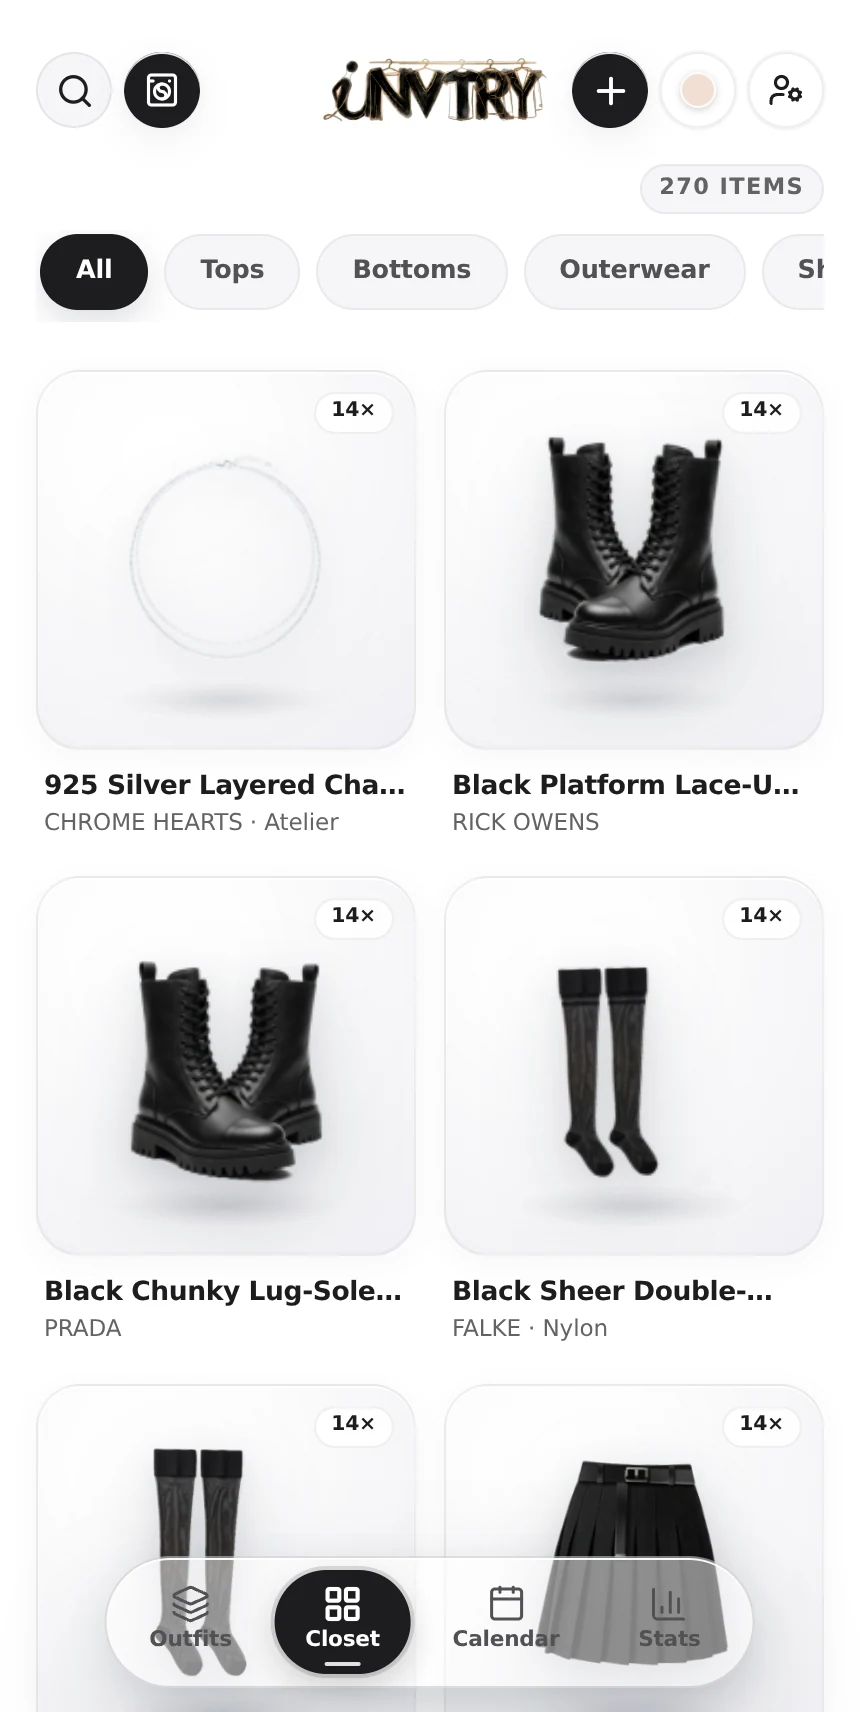 iNVTRY
270 ITEMS
All
Tops
Bottoms
Outerwear
Sh
14×
14×
925 Silver Layered Cha...
CHROME HEARTS · Atelier
Black Platform Lace-U...
RICK OWENS
14×
14×
Black Chunky Lug-Sole...
PRADA
Black Sheer Double-...
FALKE · Nylon
14×
14×
Outfits
Closet
Calendar
Stats